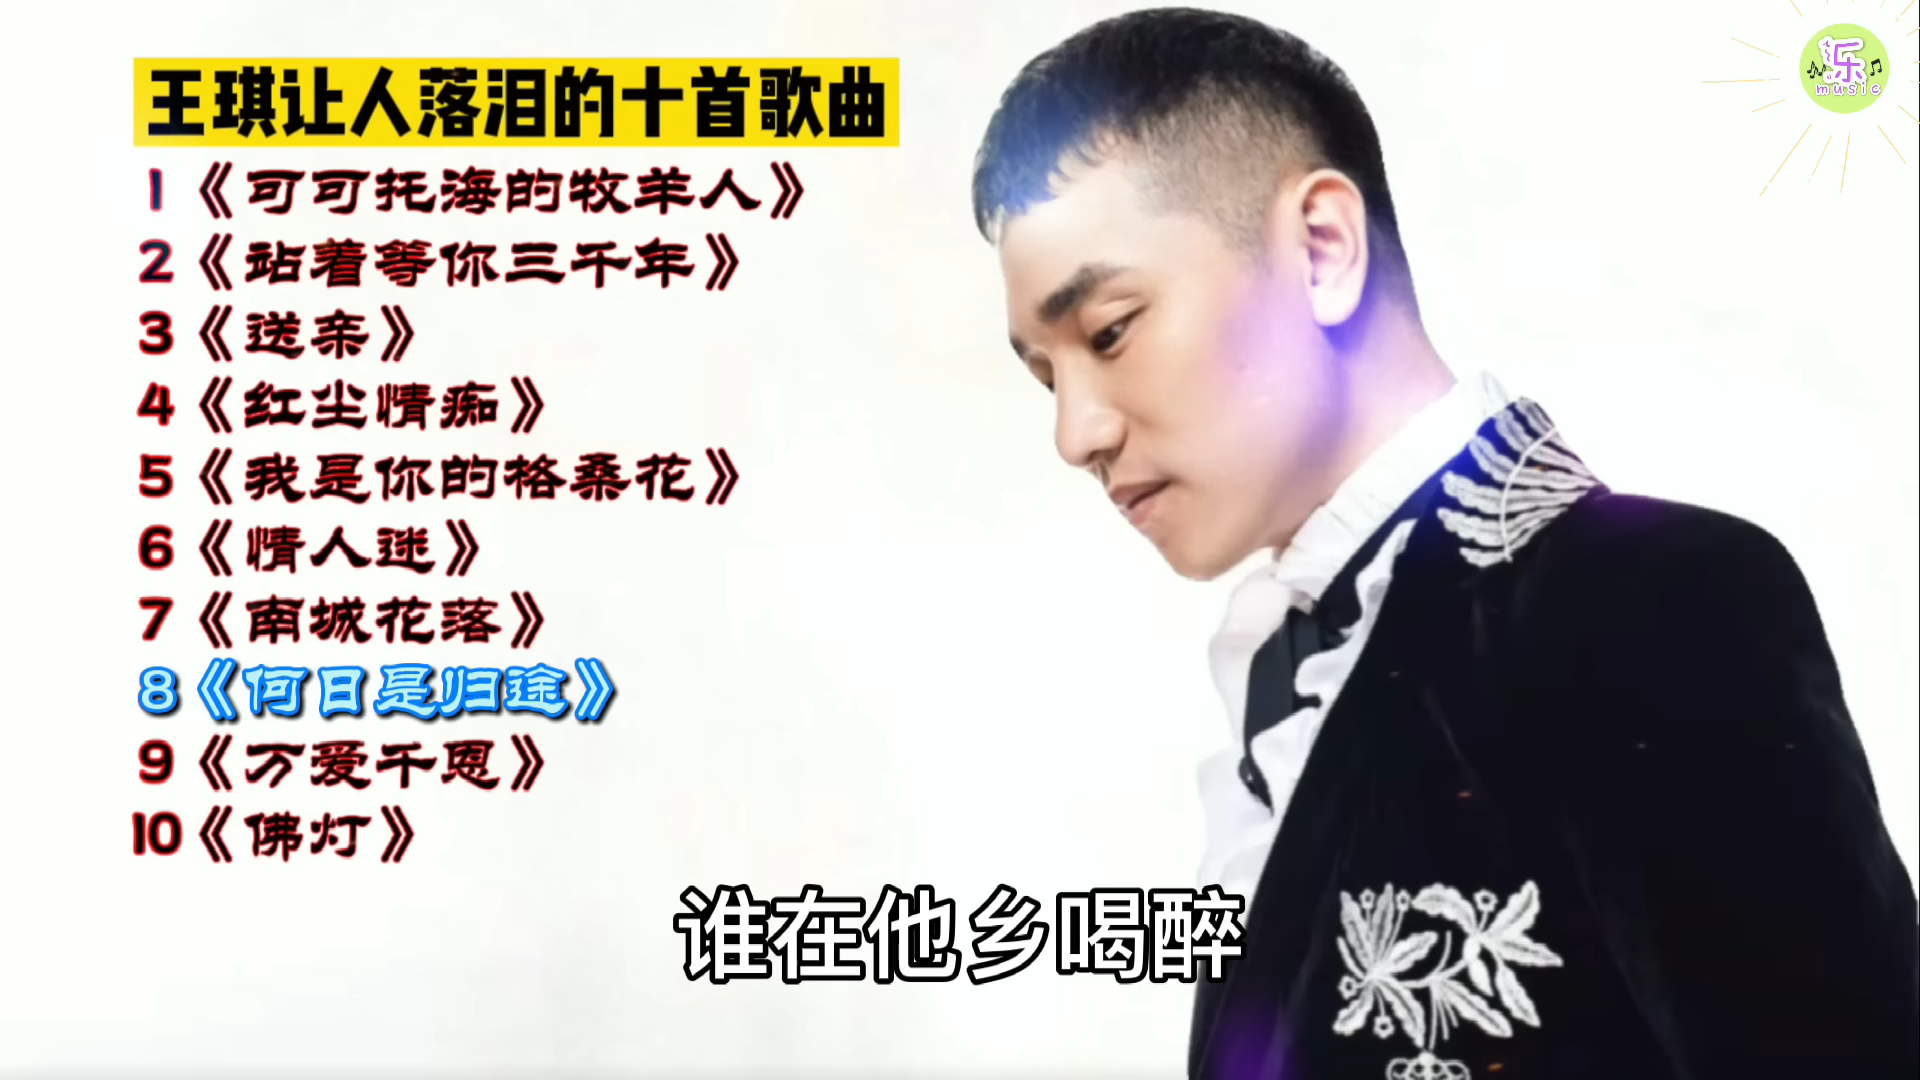 王琪让人落泪的十首歌曲
1《可可托海的牧羊人》
2《站着等你三千年》
3《送亲》
4《红尘情痴》
5《我是你的格桑花》
6《情人迷》
7《南城花落》
8《何日是归途》
9《万爱千恩》
10《佛灯》
谁在他乡喝醉
乐
music